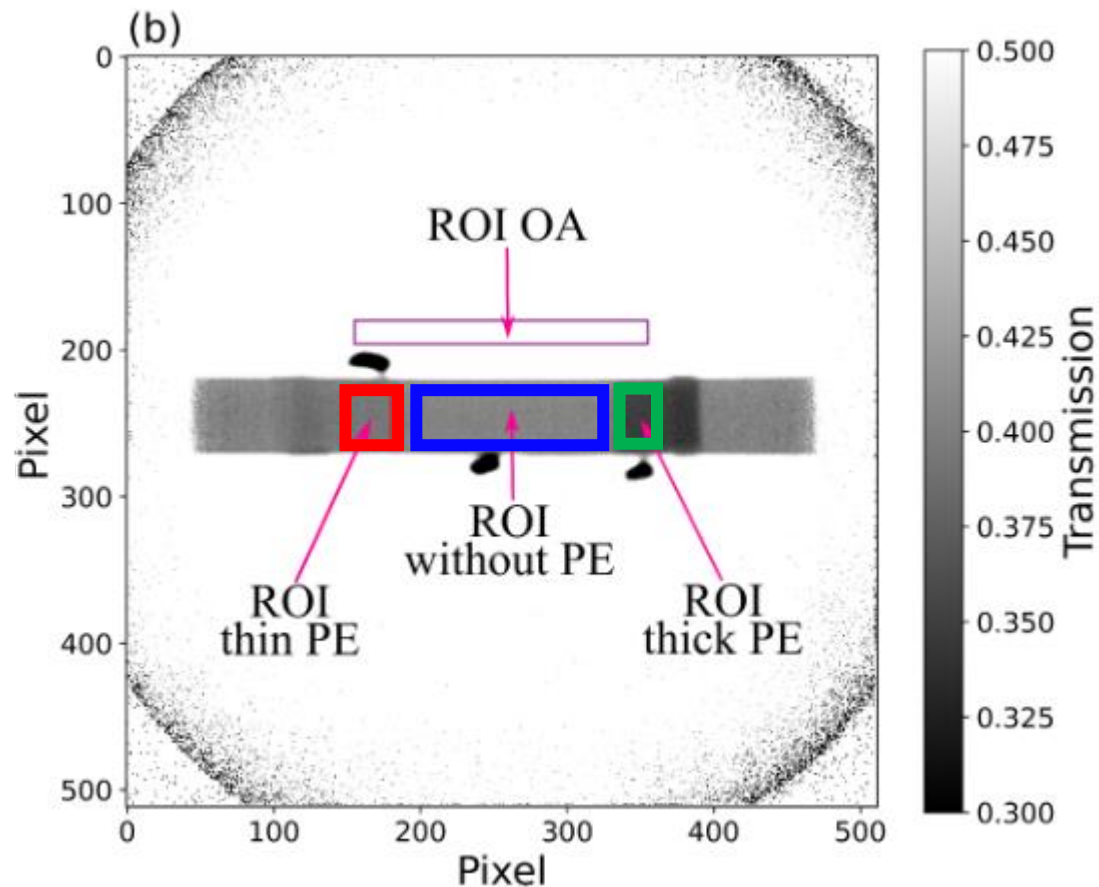 (b)
0
100
200
300
400
500
Pixel
0 100 200 300 400 500
Pixel
ROI OA
ROI
without PE
ROI
thin PE
ROI
thick PE
0.500
0.475
0.450
0.425
0.400
0.375
0.350
0.325
0.300
Transmission